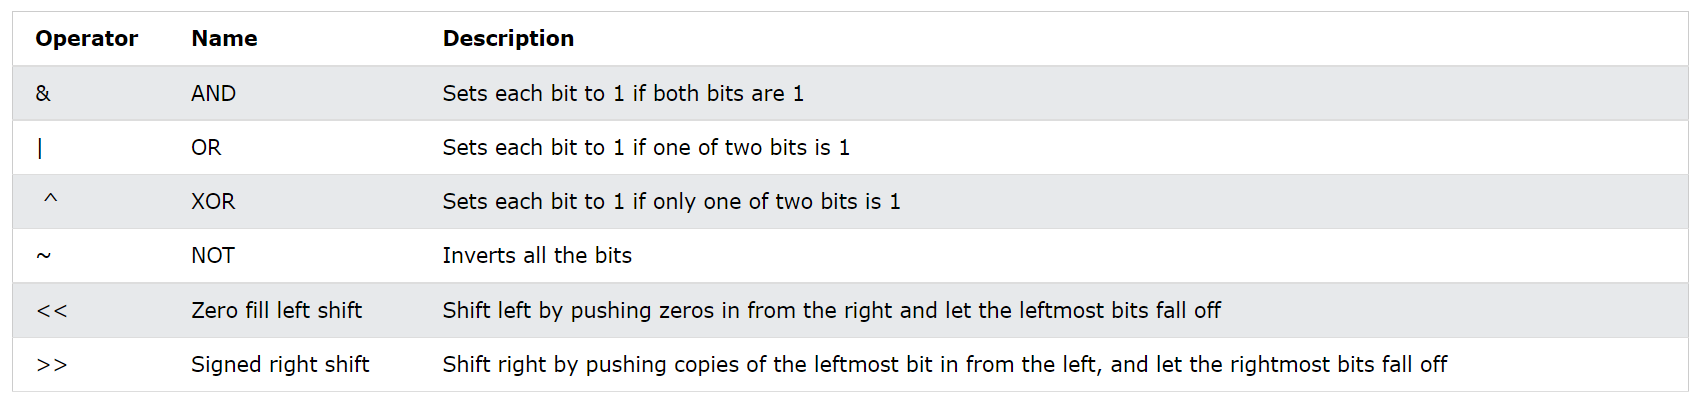 Operator Name Description
& AND Sets each bit to 1 if both bits are 1
| OR Sets each bit to 1 if one of two bits is 1
^ XOR Sets each bit to 1 if only one of two bits is 1
~ NOT Inverts all the bits
<< Zero fill left shift Shift left by pushing zeros in from the right and let the leftmost bits fall off
>> Signed right shift Shift right by pushing copies of the leftmost bit in from the left, and let the rightmost bits fall off